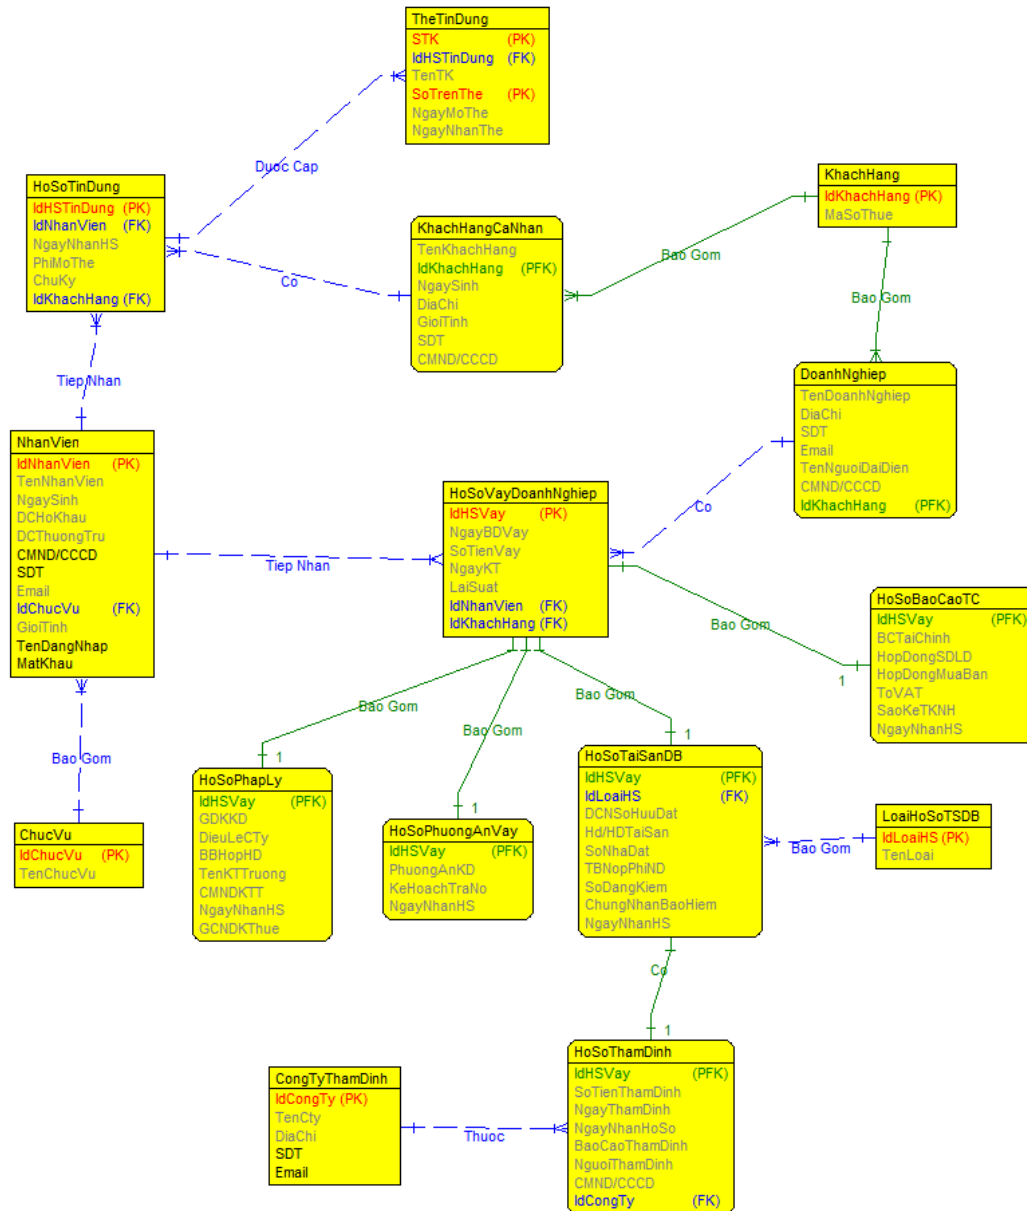 TheTinDung
STK (PK)
IdHSTinDung (FK)
TenTK
SoTrenThe (PK)
NgayMoThe
NgayNhanThe
Duoc Cap
HoSoTinDung
IdHSTinDung (PK)
IdNhanVien (FK)
NgayNhanHS
PhiMoThe
ChuKy
IdKhachHang (FK)
KhachHang
IdKhachHang (PK)
MaSoThue
KhachHangCaNhan
TenKhachHang
IdKhachHang (PFK)
NgaySinh
DiaChi
GioiTinh
SDT
CMND/CCCD
Bao Gom
Co
Bao Gom
Tiep Nhan
DoanhNghiep
TenDoanhNghiep
DiaChi
SDT
Email
TenNguoiDaiDien
CMND/CCCD
IdKhachHang (PFK)
NhanVien
IdNhanVien (PK)
TenNhanVien
NgaySinh
DCHoKhau
DCThuongTru
CMND/CCCD
SDT
Email
IdChucVu (FK)
GioiTinh
TenDangNhap
MatKhau
Tiep Nhan
HoSoVayDoanhNghiep
IdHSVay (PK)
NgayBDVay
SoTienVay
NgayKT
LaiSuat
IdNhanVien (FK)
IdKhachHang (FK)
Co
HoSoBaoCaoTC
IdHSVay (PFK)
BCTaiChinh
HopDongSDLD
HopDongMuaBan
ToVAT
SaoKeTKNH
NgayNhanHS
Bao Gom
1
Bao Gom
Bao Gom
Bao Gom
Bao Gom
1
1
1
ChucVu
IdChucVu (PK)
TenChucVu
HoSoPhapLy
IdHSVay (PFK)
GDKKD
DieuLeCTy
BBHopHD
TenKTTruong
CMNDKTT
NgayNhanHS
GCNDKThue
HoSoPhuongAnVay
IdHSVay (PFK)
PhuongAnKD
KeHoachTraNo
NgayNhanHS
HoSoTaiSanDB
IdHSVay (PFK)
IdLoaiHS (FK)
DCNSoHuuDat
Hd/HDTaiSan
SoNhaDat
TBNopPhiND
SoDangKiem
ChungNhanBaoHiem
NgayNhanHS
Bao Gom
LoaiHoSoTSDB
IdLoaiHS (PK)
TenLoai
Co
1
CongTyThamDinh
IdCongTy (PK)
TenCty
DiaChi
SDT
Email
Thuoc
HoSoThamDinh
IdHSVay (PFK)
SoTienThamDinh
NgayThamDinh
NgayNhanHoSo
BaoCaoThamDinh
NguoiThamDinh
CMND/CCCD
IdCongTy (FK)